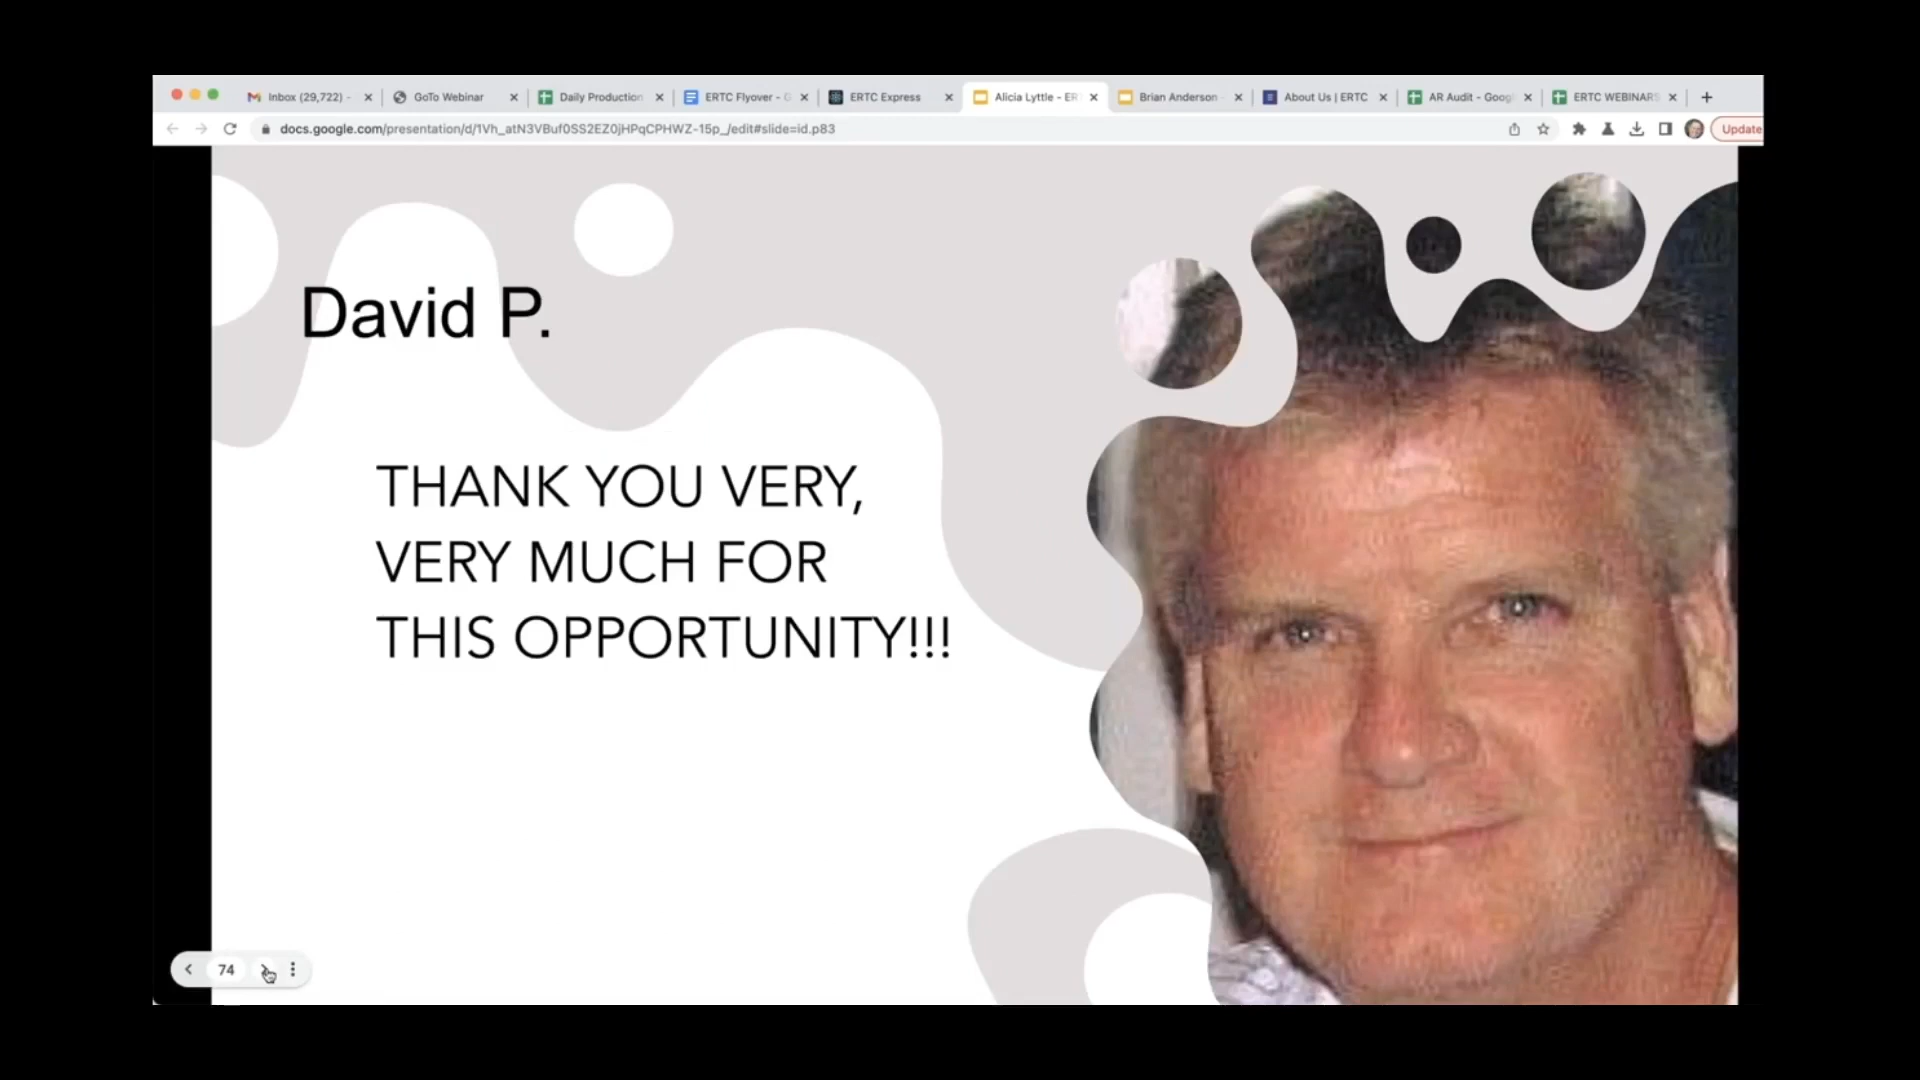 Inbox (29,722) -
GoTo Webinar
Daily Production
ERTC Flyover - G
ERTC Express
Alicia Lyttle - ER
Brian Anderson -
About Us | ERTC
AR Audit - Goog
ERTC WEBINARS
docs.google.com/presentation/d/1Vh_atN3VBuf0SS2EZ0jHPqCPHWZ-15p_/edit#slide=id.p83
Update
David P.
THANK YOU VERY,
VERY MUCH FOR
THIS OPPORTUNITY!!!
74